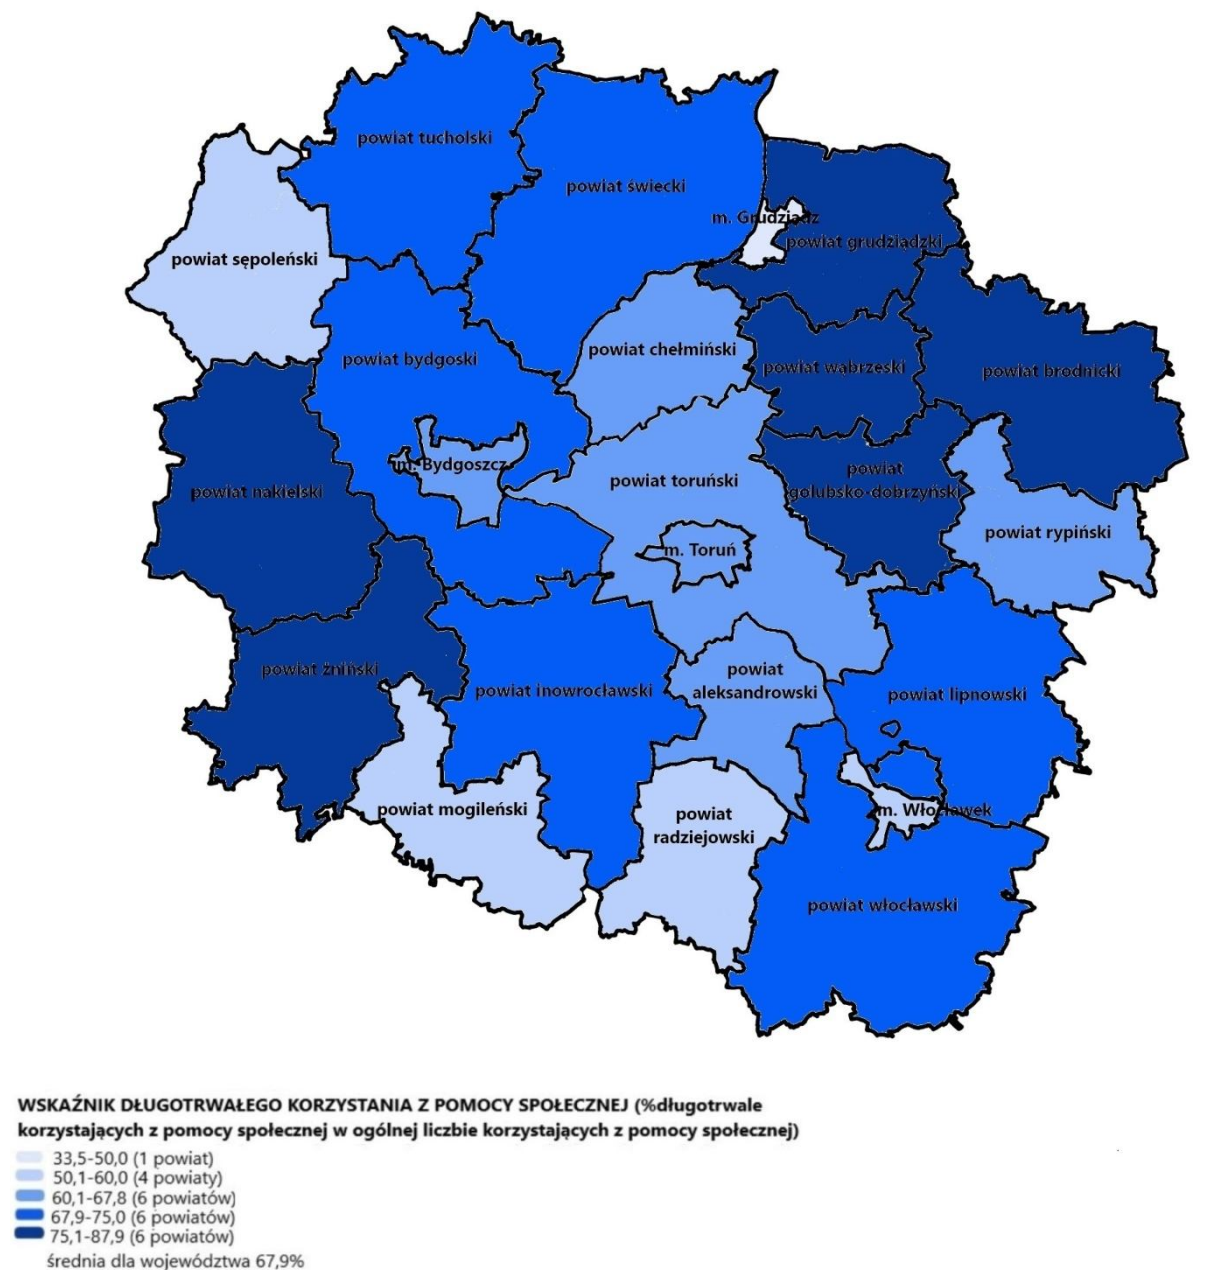 powiat tucholski
powiat świecki
m. Grudziądz
powiat grudziądzki
powiat sępoleński
powiat chełmiński
powiat bydgoski
powiat wąbrzeski
powiat brodnicki
m. Bydgoszcz
powiat
golubsko-dobrzyński
powiat nakielski
powiat toruński
powiat rypiński
m. Toruń
powiat żniński
powiat inowrocławski
powiat
aleksandrowski
powiat lipnowski
powiat mogileński
powiat
radziejowski
m. Włocławek
powiat włocławski
WSKAŹNIK DŁUGOTRWAŁEGO KORZYSTANIA Z POMOCY SPOŁECZNEJ (%długotrwale
korzystających z pomocy społecznej w ogólnej liczbie korzystających z pomocy społecznej)
33,5-50,0 (1 powiat)
50,1-60,0 (4 powiaty)
60,1-67,8 (6 powiatów)
67,9-75,0 (6 powiatów)
75,1-87,9 (6 powiatów)
średnia dla województwa 67,9%